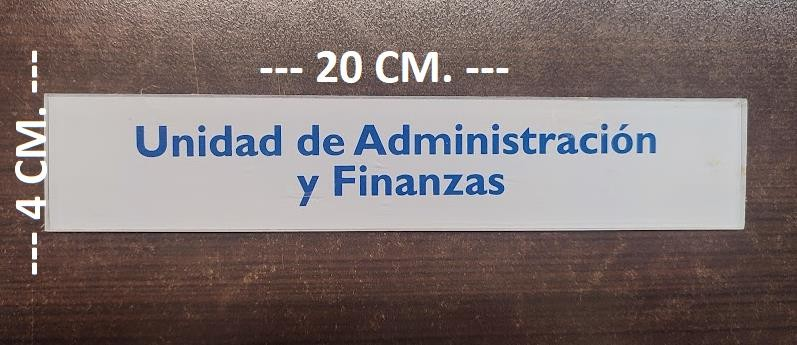 --- 20 CM. ---
--- 4 CM. ---
Unidad de Administración
y Finanzas